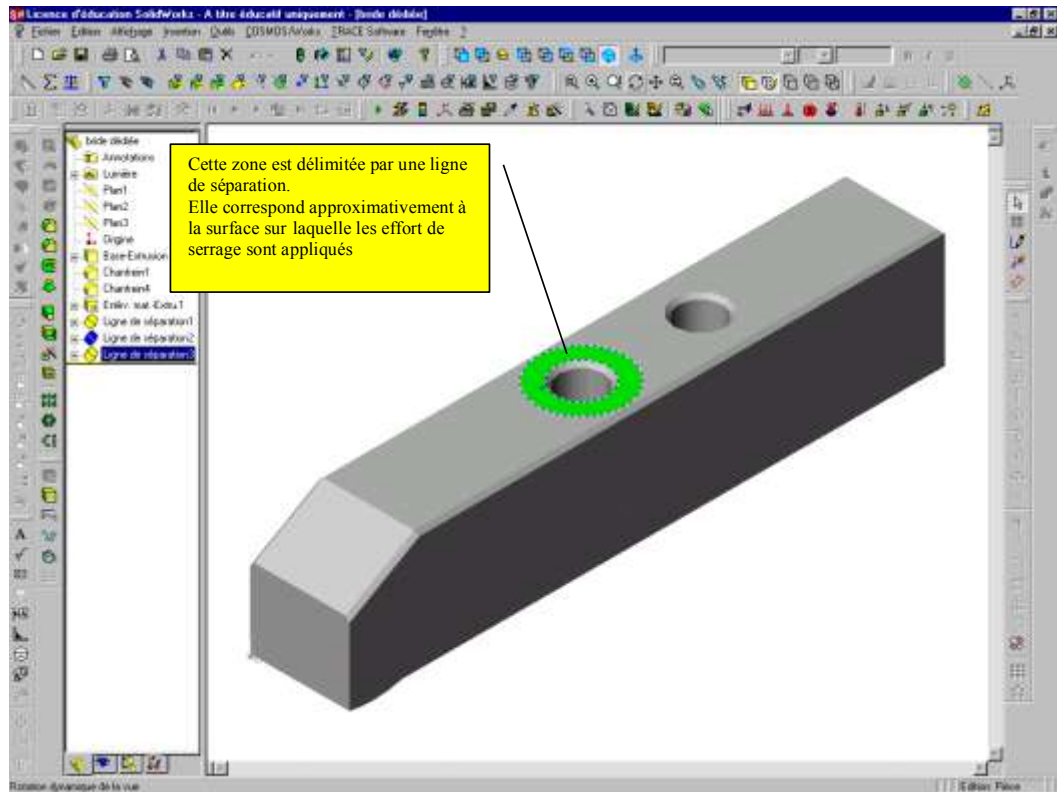 Licence d'éducation SolidWorks - A titre éducatif uniquement - [bride dédiée]
Fichier Edition Affichage Insertion Outils COSMOS/Works TRACE Software Fenêtre ?
bride dédiée
Annotations
Lumière
Plan1
Plan2
Plan3
Origine
Base-Extrusion
Chanfrein1
Chanfrein4
Enlèv. mat.-Extru.1
Ligne de séparation1
Ligne de séparation2
Ligne de séparation3
Cette zone est délimitée par une ligne
de séparation.
Elle correspond approximativement à
la surface sur laquelle les effort de
serrage sont appliqués
Rotation dynamique de la vue
Edition: Pièce